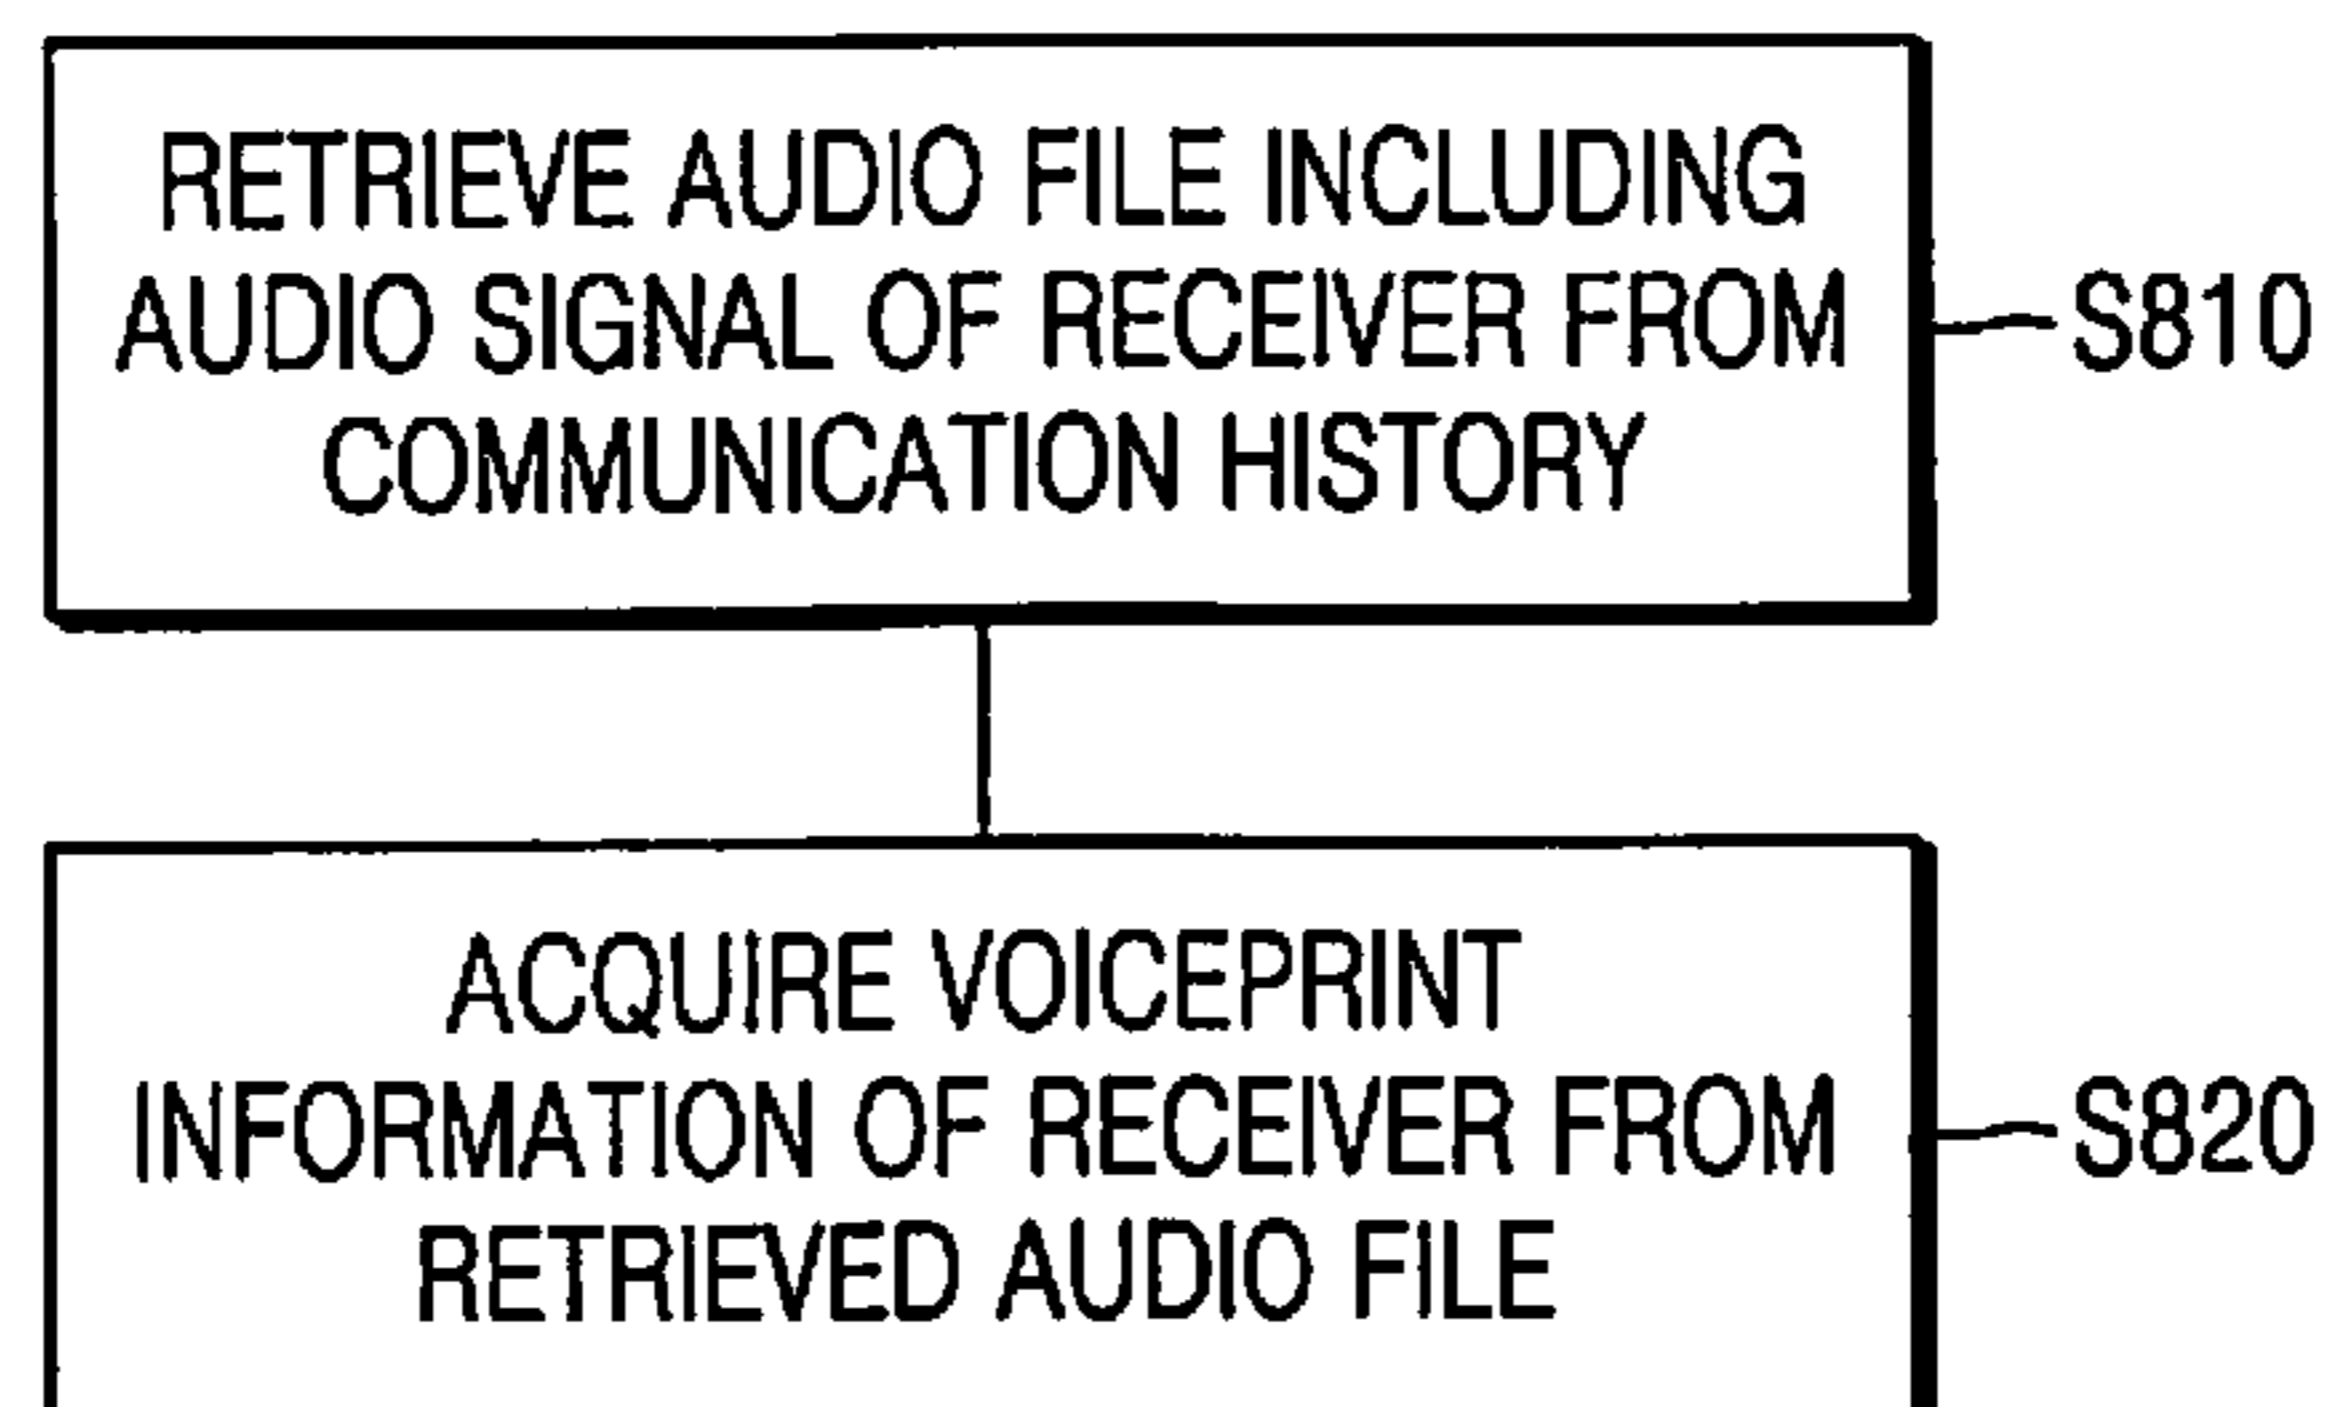 RETRIEVE AUDIO FILE INCLUDING
AUDIO SIGNAL OF RECEIVER FROM
COMMUNICATION HISTORY
S810
ACQUIRE VOICEPRINT
INFORMATION OF RECEIVER FROM
RETRIEVED AUDIO FILE
S820